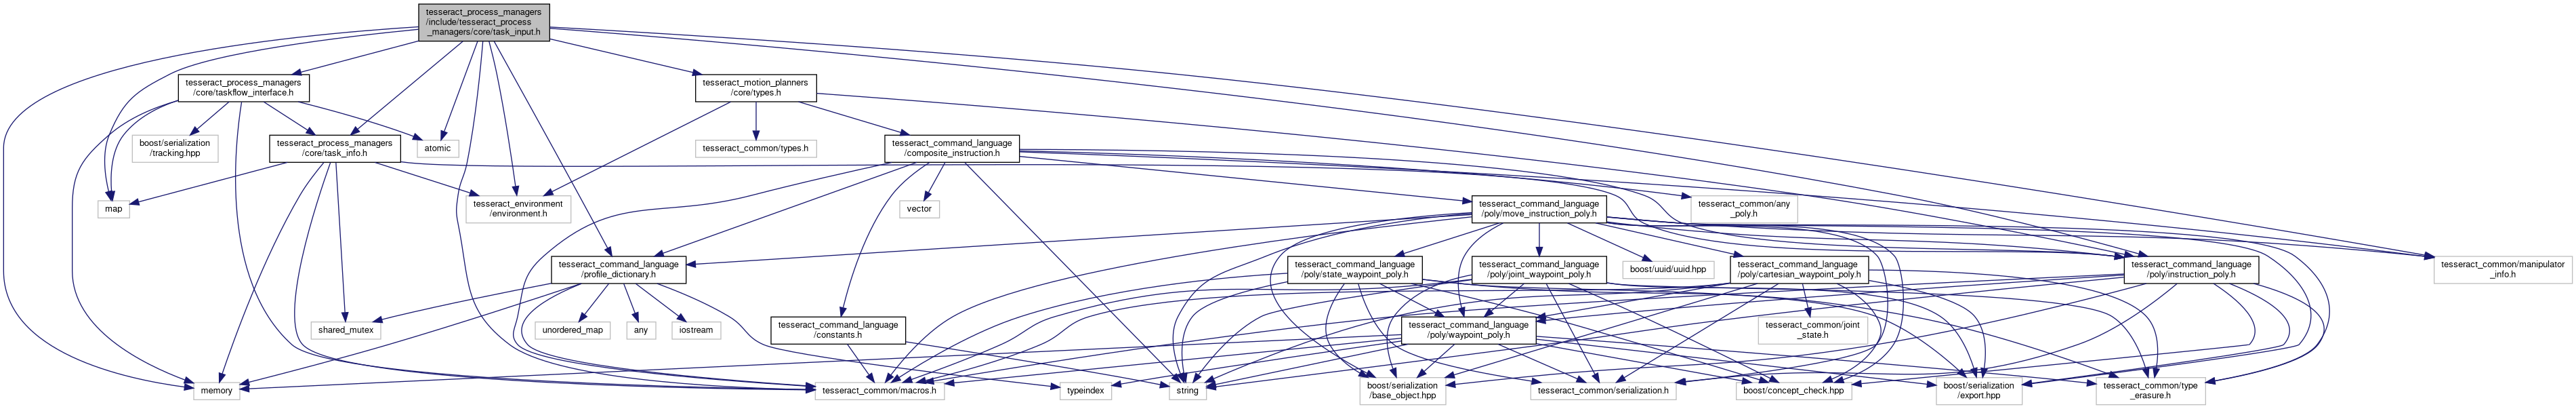 tesseract_process_managers
/include/tesseract_process
_managers/core/task_input.h
tesseract_process_managers
/core/taskflow_interface.h
tesseract_motion_planners
/core/types.h
boost/serialization
/tracking.hpp
tesseract_process_managers
/core/task_info.h
atomic
tesseract_common/types.h
tesseract_command_language
/composite_instruction.h
map
tesseract_environment
/environment.h
vector
tesseract_command_language
/poly/move_instruction_poly.h
tesseract_common/any
_poly.h
tesseract_command_language
/profile_dictionary.h
tesseract_command_language
/poly/state_waypoint_poly.h
tesseract_command_language
/poly/joint_waypoint_poly.h
boost/uuid/uuid.hpp
tesseract_command_language
/poly/cartesian_waypoint_poly.h
tesseract_command_language
/poly/instruction_poly.h
tesseract_common/manipulator
_info.h
shared_mutex
unordered_map
any
iostream
tesseract_command_language
/constants.h
tesseract_command_language
/poly/waypoint_poly.h
tesseract_common/joint
_state.h
memory
tesseract_common/macros.h
typeindex
string
boost/serialization
/base_object.hpp
tesseract_common/serialization.h
boost/concept_check.hpp
boost/serialization
/export.hpp
tesseract_common/type
_erasure.h